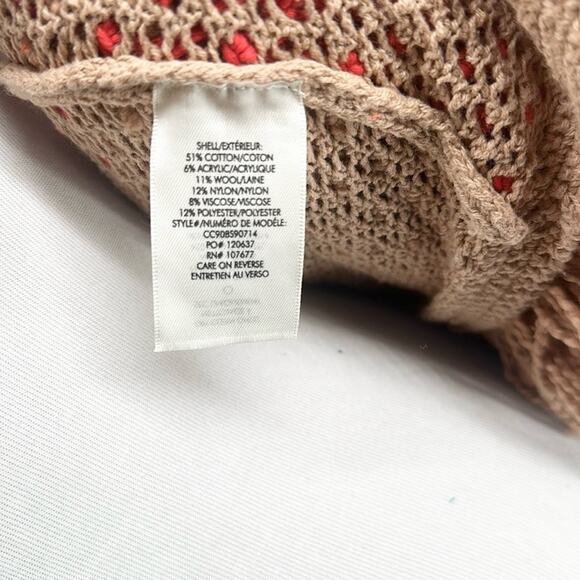 SHELL/EXTÉRIEUR:
51% COTTON/COTON
6% ACRYLIC/ACRYLIQUE
11% WOOL/LAINE
12% NYLON/NYLON
8% VISCOSE/VISCOSE
12% POLYESTER/POLYESTER
STYLE#/NUMÉRO DE MODÈLE:
CC90BS90714
PO# 120637
RN# 107677
CARE ON REVERSE
ENTRETIEN AU VERSO